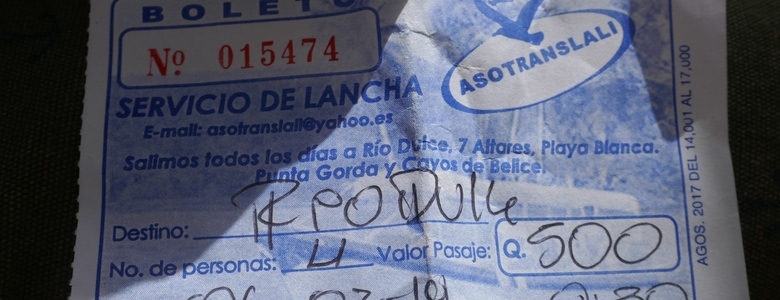 BOLETO
Nº 015474
ASOTRANSLALI
SERVICIO DE LANCHA
E-mail: asotranslali@yahoo.es
Salimos todos los días a Río Dulce, 7 Altares, Playa Blanca.
Punta Gorda y Cayos de Belice.
Destino: RIO DULCE
No. de personas: 4 Valor Pasaje: Q. 500
AGOS. 2017 DEL 14,001 AL 17,000